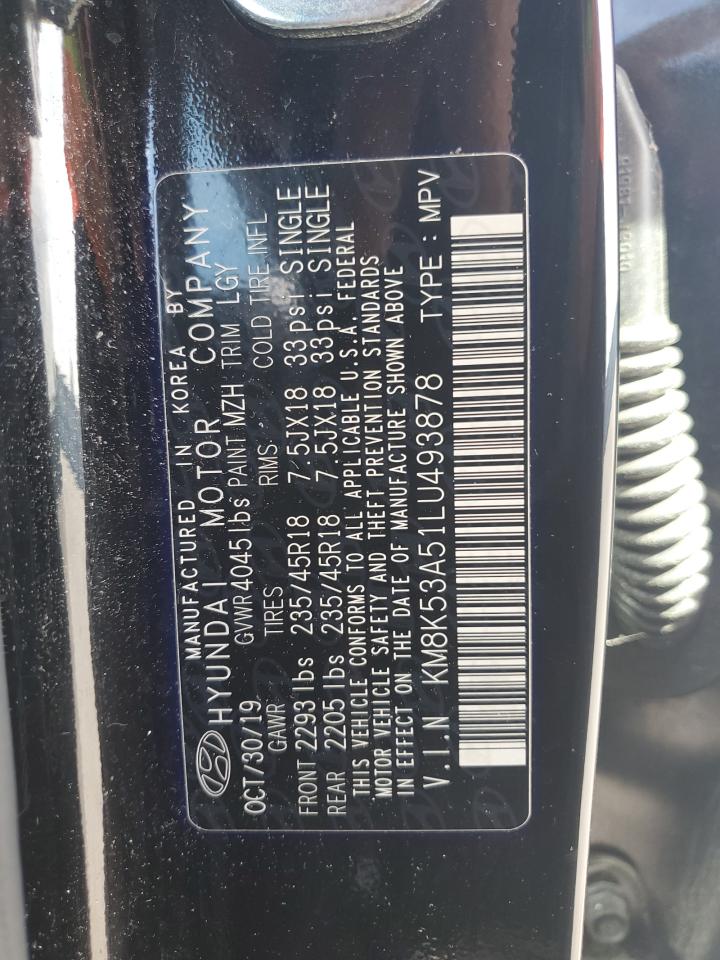 MANUFACTURED IN KOREA BY
HYUNDAI MOTOR COMPANY
OCT/30/19 GVWR 4045 lbs PAINT MZH TRIM LGY
GAWR TIRES RIMS COLD TIRE INFL
FRONT 2293 lbs 235/45R18 7.5JX18 33psi SINGLE
REAR 2205 lbs 235/45R18 7.5JX18 33psi SINGLE
THIS VEHICLE CONFORMS TO ALL APPLICABLE U.S.A. FEDERAL
MOTOR VEHICLE SAFETY AND THEFT PREVENTION STANDARDS
IN EFFECT ON THE DATE OF MANUFACTURE SHOWN ABOVE
V.I.N KM8K53A51LU493878 TYPE : MPV